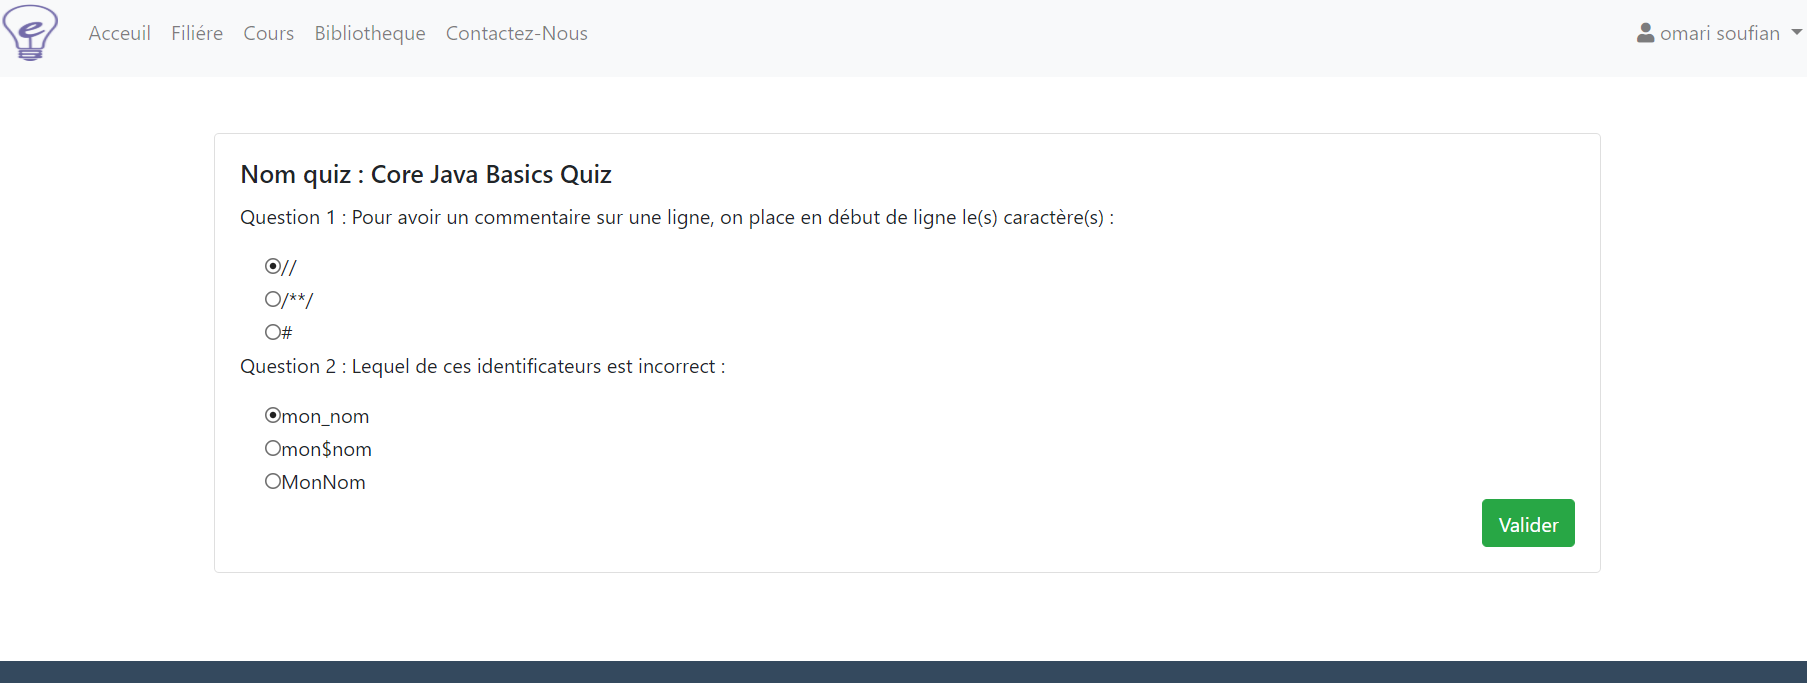 Acceuil Filiére Cours Bibliotheque Contactez-Nous omari soufian
Nom quiz : Core Java Basics Quiz
Question 1 : Pour avoir un commentaire sur une ligne, on place en début de ligne le(s) caractère(s) :
//
/**/
#
Question 2 : Lequel de ces identificateurs est incorrect :
mon_nom
mon$nom
MonNom
Valider